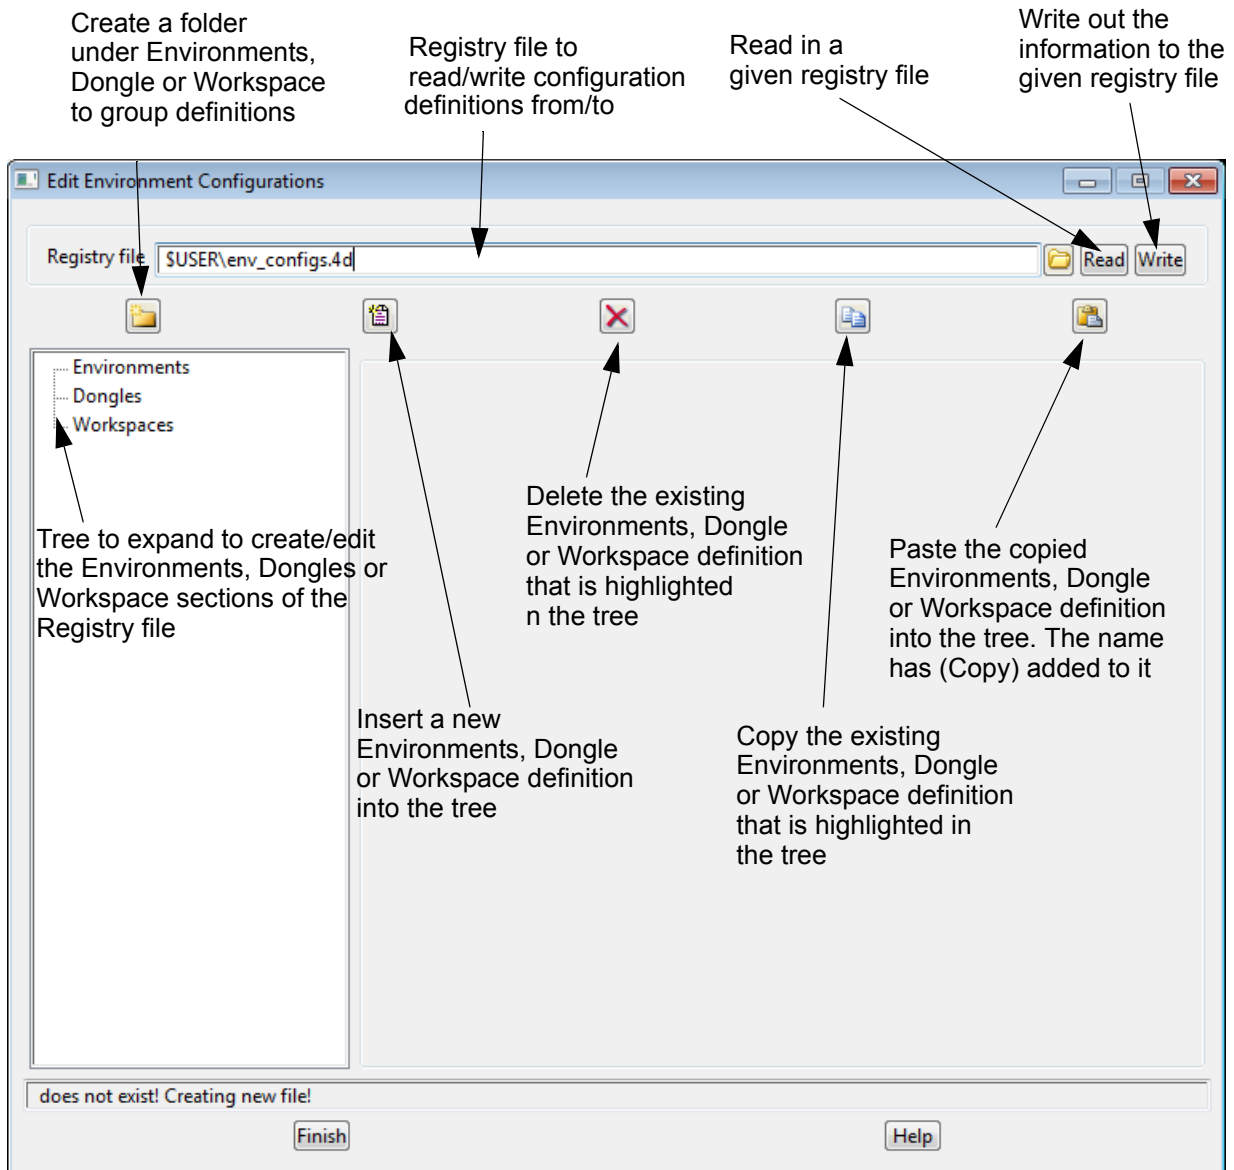 Create a folder
under Environments,
Dongle or Workspace
to group definitions
Registry file to
read/write configuration
definitions from/to
Read in a
given registry file
Write out the
information to the
given registry file
Edit Environment Configurations
Registry file
$USER\env_configs.4d
Read
Write
Environments
Dongles
Workspaces
Tree to expand to create/edit
the Environments, Dongles or
Workspace sections of the
Registry file
Delete the existing
Environments, Dongle
or Workspace definition
that is highlighted
n the tree
Paste the copied
Environments, Dongle
or Workspace definition
into the tree. The name
has (Copy) added to it
Insert a new
Environments, Dongle
or Workspace definition
into the tree
Copy the existing
Environments, Dongle
or Workspace definition
that is highlighted in
the tree
does not exist! Creating new file!
Finish
Help